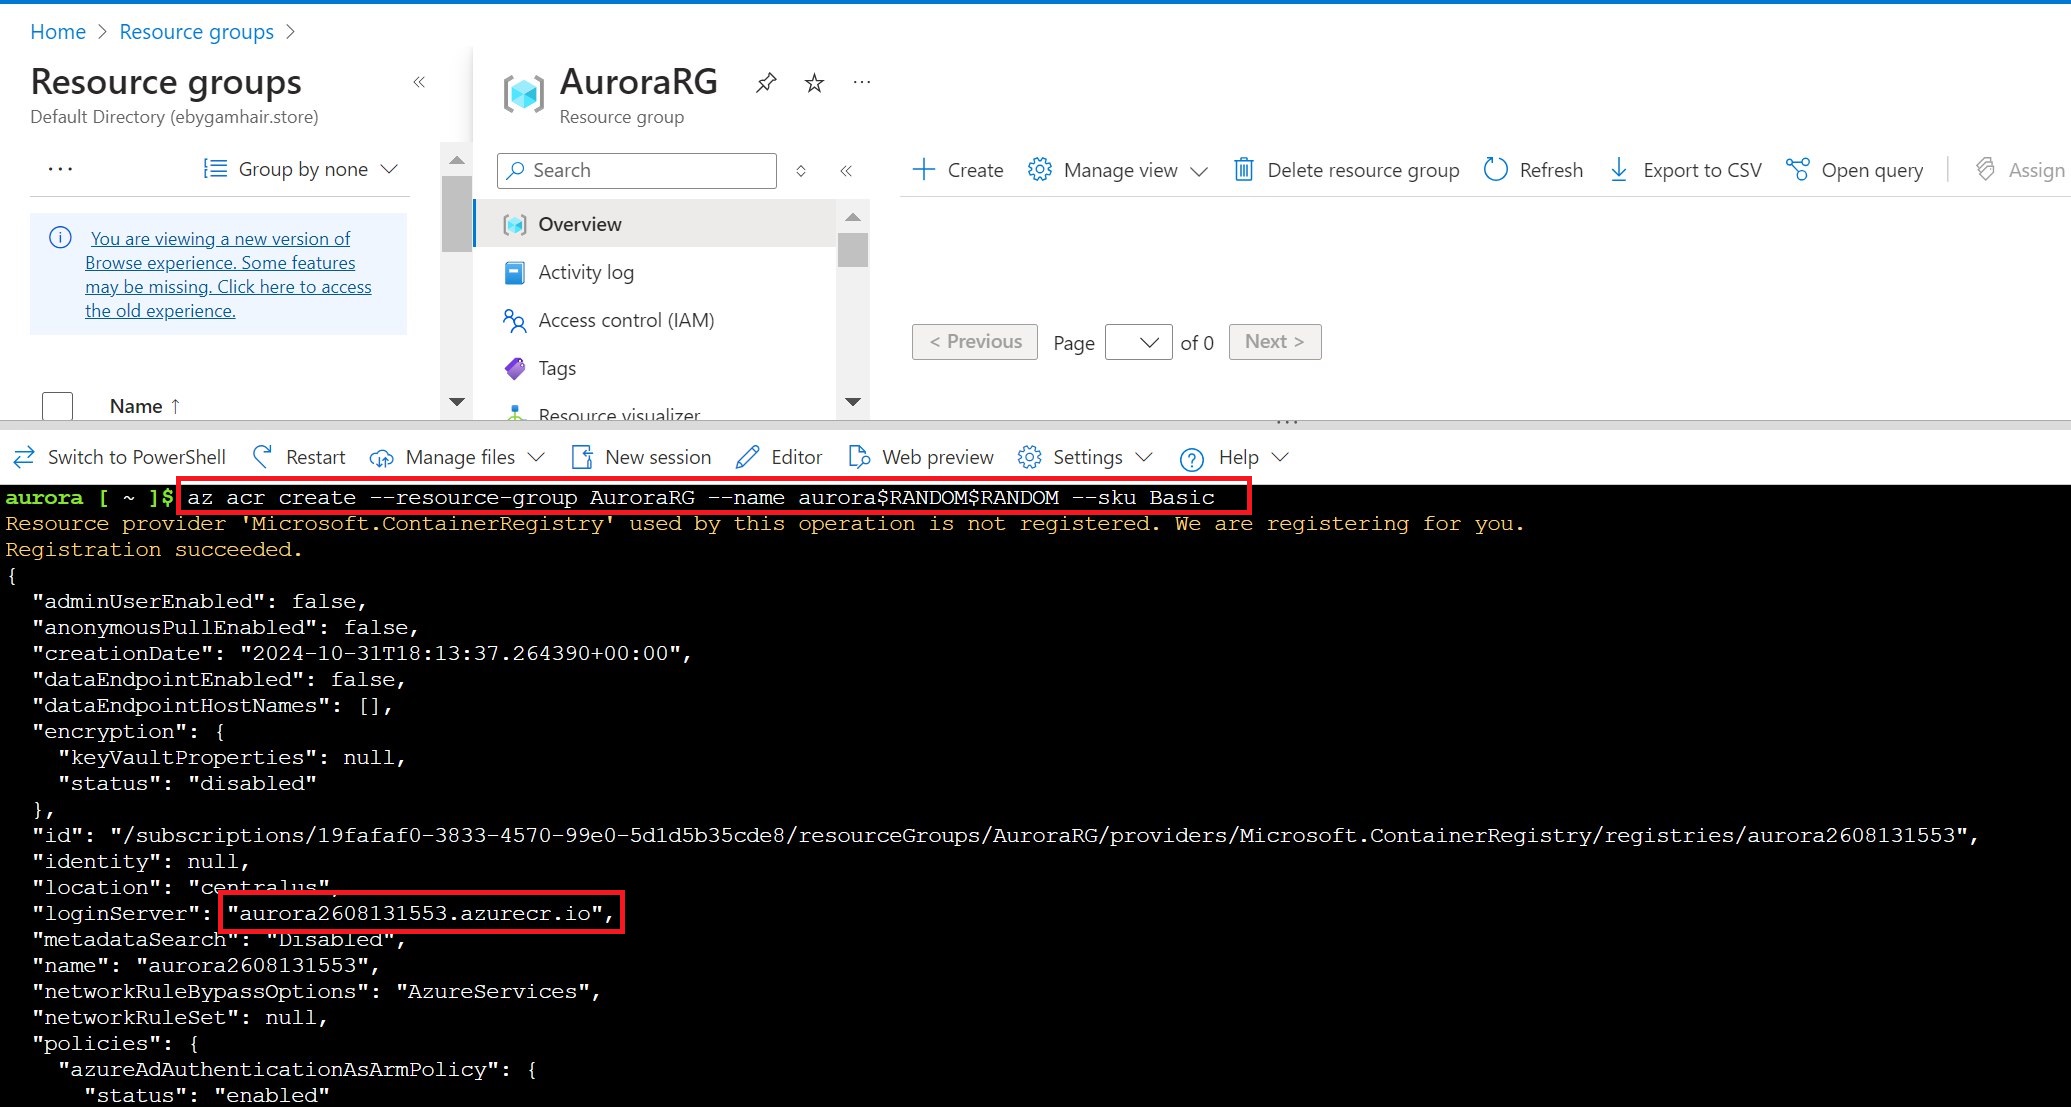 Home > Resource groups >
Resource groups
Default Directory (ebygamhair.store)
«
AuroraRG
Resource group
...
Group by none
You are viewing a new version of
Browse experience. Some features
may be missing. Click here to access
the old experience.
Name ↑
Search
«
Overview
Activity log
Access control (IAM)
Tags
Resource visualizer
Create Manage view Delete resource group Refresh Export to CSV Open query Assign
< Previous Page of 0 Next >
Switch to PowerShell Restart Manage files New session Editor Web preview Settings Help
aurora [ ~ ]$ az acr create --resource-group AuroraRG --name aurora$RANDOM$RANDOM --sku Basic
Resource provider 'Microsoft.ContainerRegistry' used by this operation is not registered. We are registering for you.
Registration succeeded.
{
  "adminUserEnabled": false,
  "anonymousPullEnabled": false,
  "creationDate": "2024-10-31T18:13:37.264390+00:00",
  "dataEndpointEnabled": false,
  "dataEndpointHostNames": [],
  "encryption": {
    "keyVaultProperties": null,
    "status": "disabled"
  },
  "id": "/subscriptions/19fafaf0-3833-4570-99e0-5d1d5b35cde8/resourceGroups/AuroraRG/providers/Microsoft.ContainerRegistry/registries/aurora2608131553",
  "identity": null,
  "location": "centralus",
  "loginServer": "aurora2608131553.azurecr.io",
  "metadataSearch": "Disabled",
  "name": "aurora2608131553",
  "networkRuleBypassOptions": "AzureServices",
  "networkRuleSet": null,
  "policies": {
    "azureAdAuthenticationAsArmPolicy": {
      "status": "enabled"